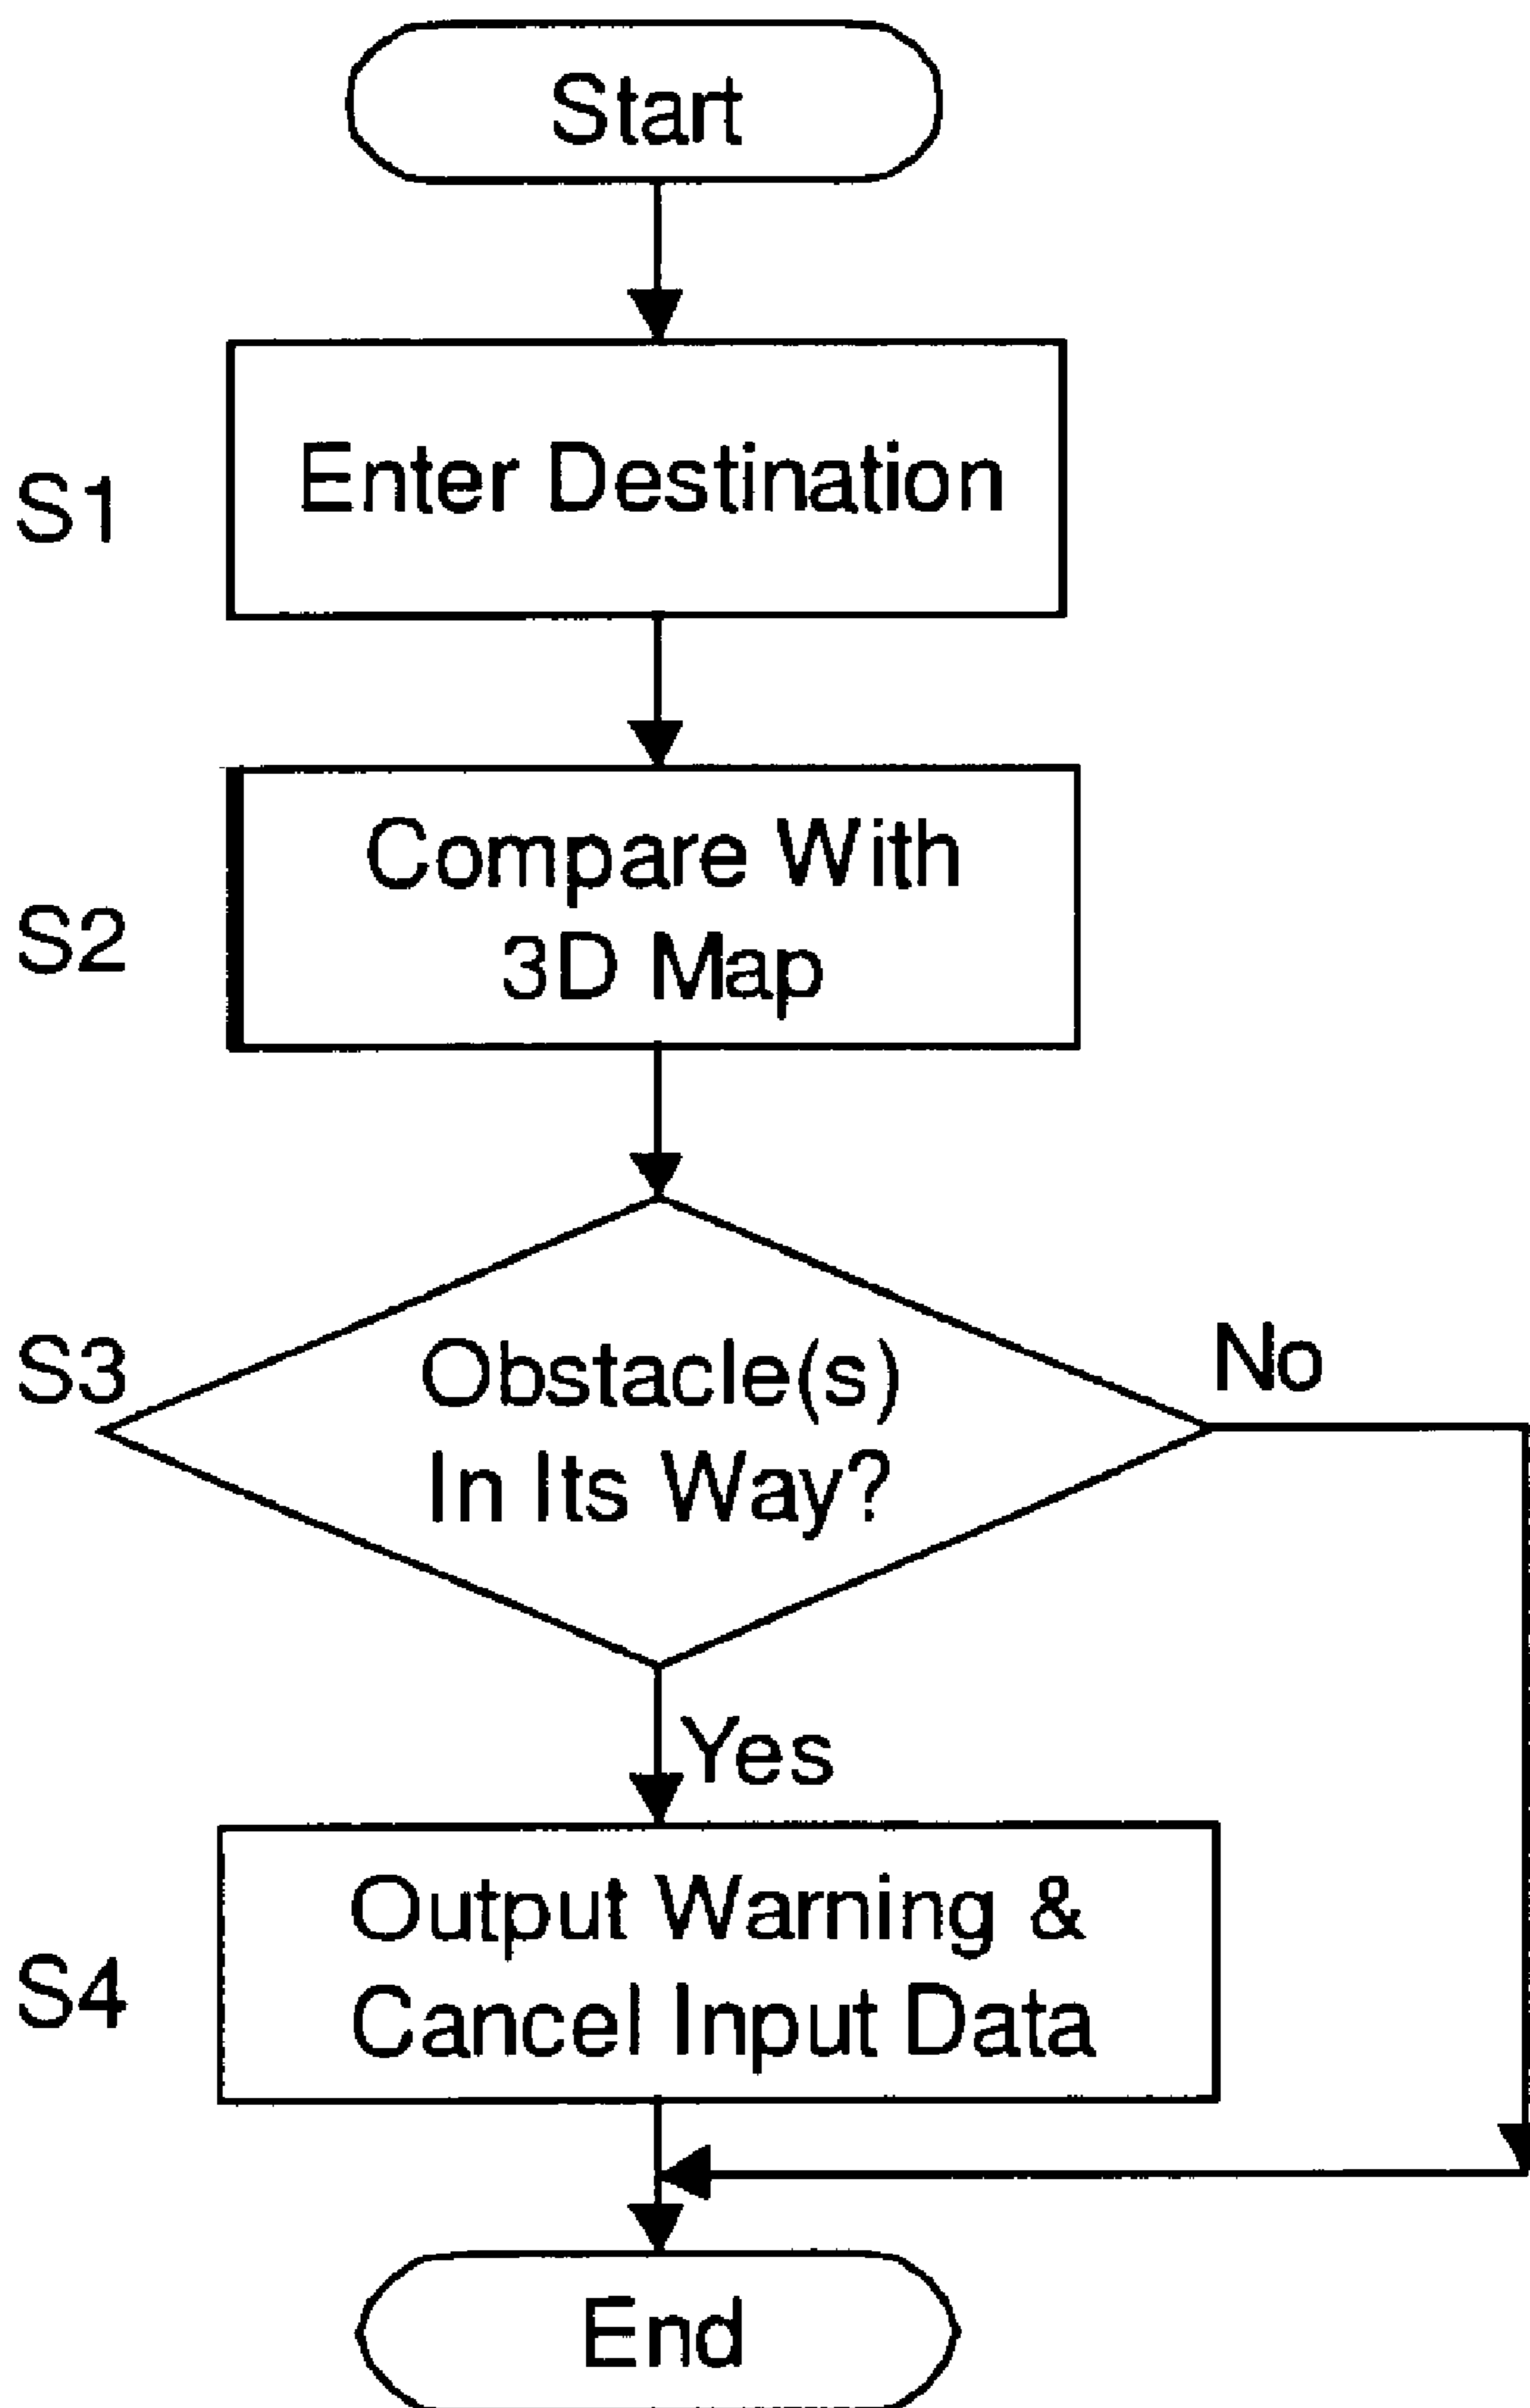 Start
S1
Enter Destination
S2
Compare With
3D Map
S3
Obstacle(s)
In Its Way?
No
Yes
S4
Output Warning &
Cancel Input Data
End